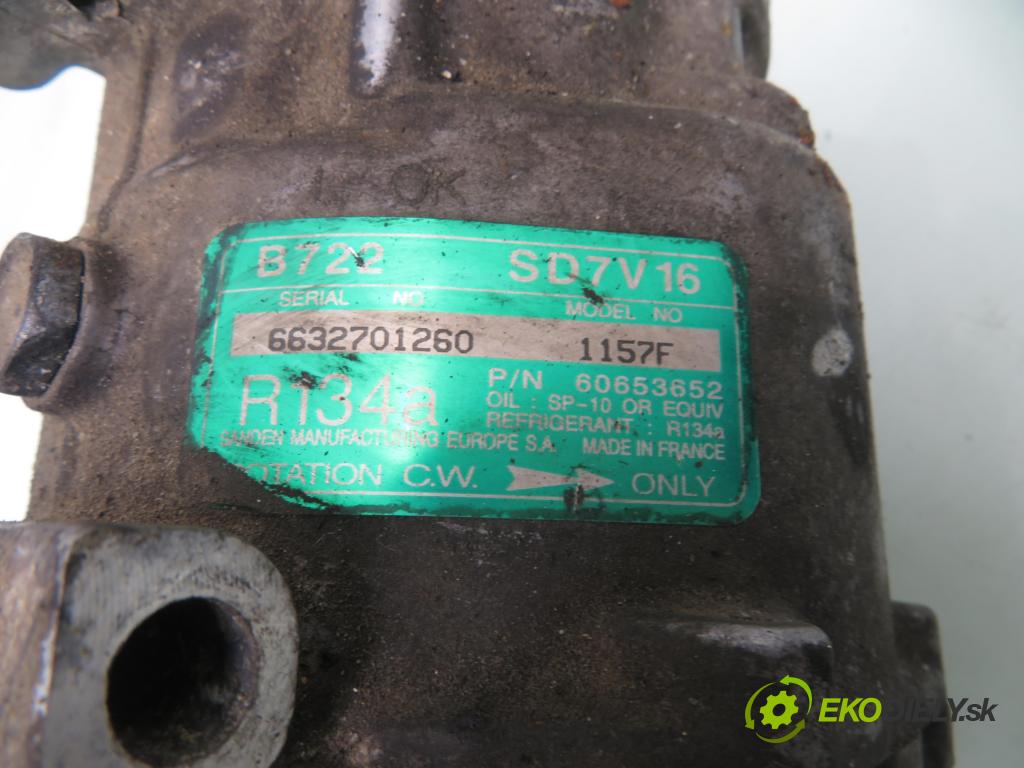 OK
B722 SD7V16
SERIAL NO MODEL NO
6632701260 1157F
R134a P/N 60653652
OIL : SP-10 OR EQUIV
REFRIGERANT : R134a
SANDEN MANUFACTURING EUROPE S.A. MADE IN FRANCE
OTATION C.W. ONLY
EKODIELY.sk